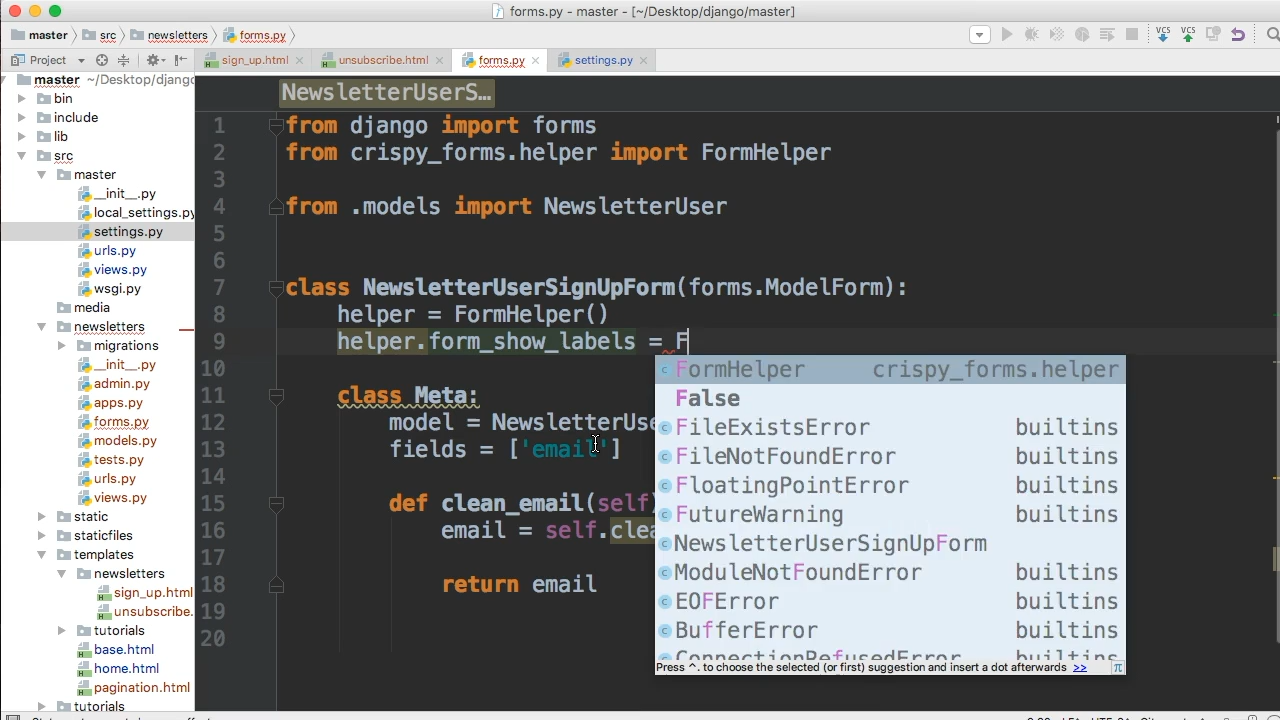 forms.py - master - [~/Desktop/django/master]
master src newsletters forms.py
Project sign_up.html unsubscribe.html forms.py settings.py
master ~/Desktop/djang
bin
include
lib
src
master
__init__.py
local_settings.py
settings.py
urls.py
views.py
wsgi.py
media
newsletters
migrations
__init__.py
admin.py
apps.py
forms.py
models.py
tests.py
urls.py
views.py
static
staticfiles
templates
newsletters
sign_up.html
unsubscribe.
tutorials
base.html
home.html
pagination.html
tutorials
NewsletterUserS…
1 from django import forms
2 from crispy_forms.helper import FormHelper
3
4 from .models import NewsletterUser
5
6
7 class NewsletterUserSignUpForm(forms.ModelForm):
8 helper = FormHelper()
9 helper.form_show_labels = F
10
11 class Meta:
12 model = NewsletterUse
13 fields = ['email']
14
15 def clean_email(self)
16 email = self.clea
17
18 return email
19
20
FormHelper crispy_forms.helper
False
FileExistsError builtins
FileNotFoundError builtins
FloatingPointError builtins
FutureWarning builtins
NewsletterUserSignUpForm
ModuleNotFoundError builtins
EOFError builtins
BufferError builtins
ConnectionRefusedError builtins
Press ^. to choose the selected (or first) suggestion and insert a dot afterwards >> π